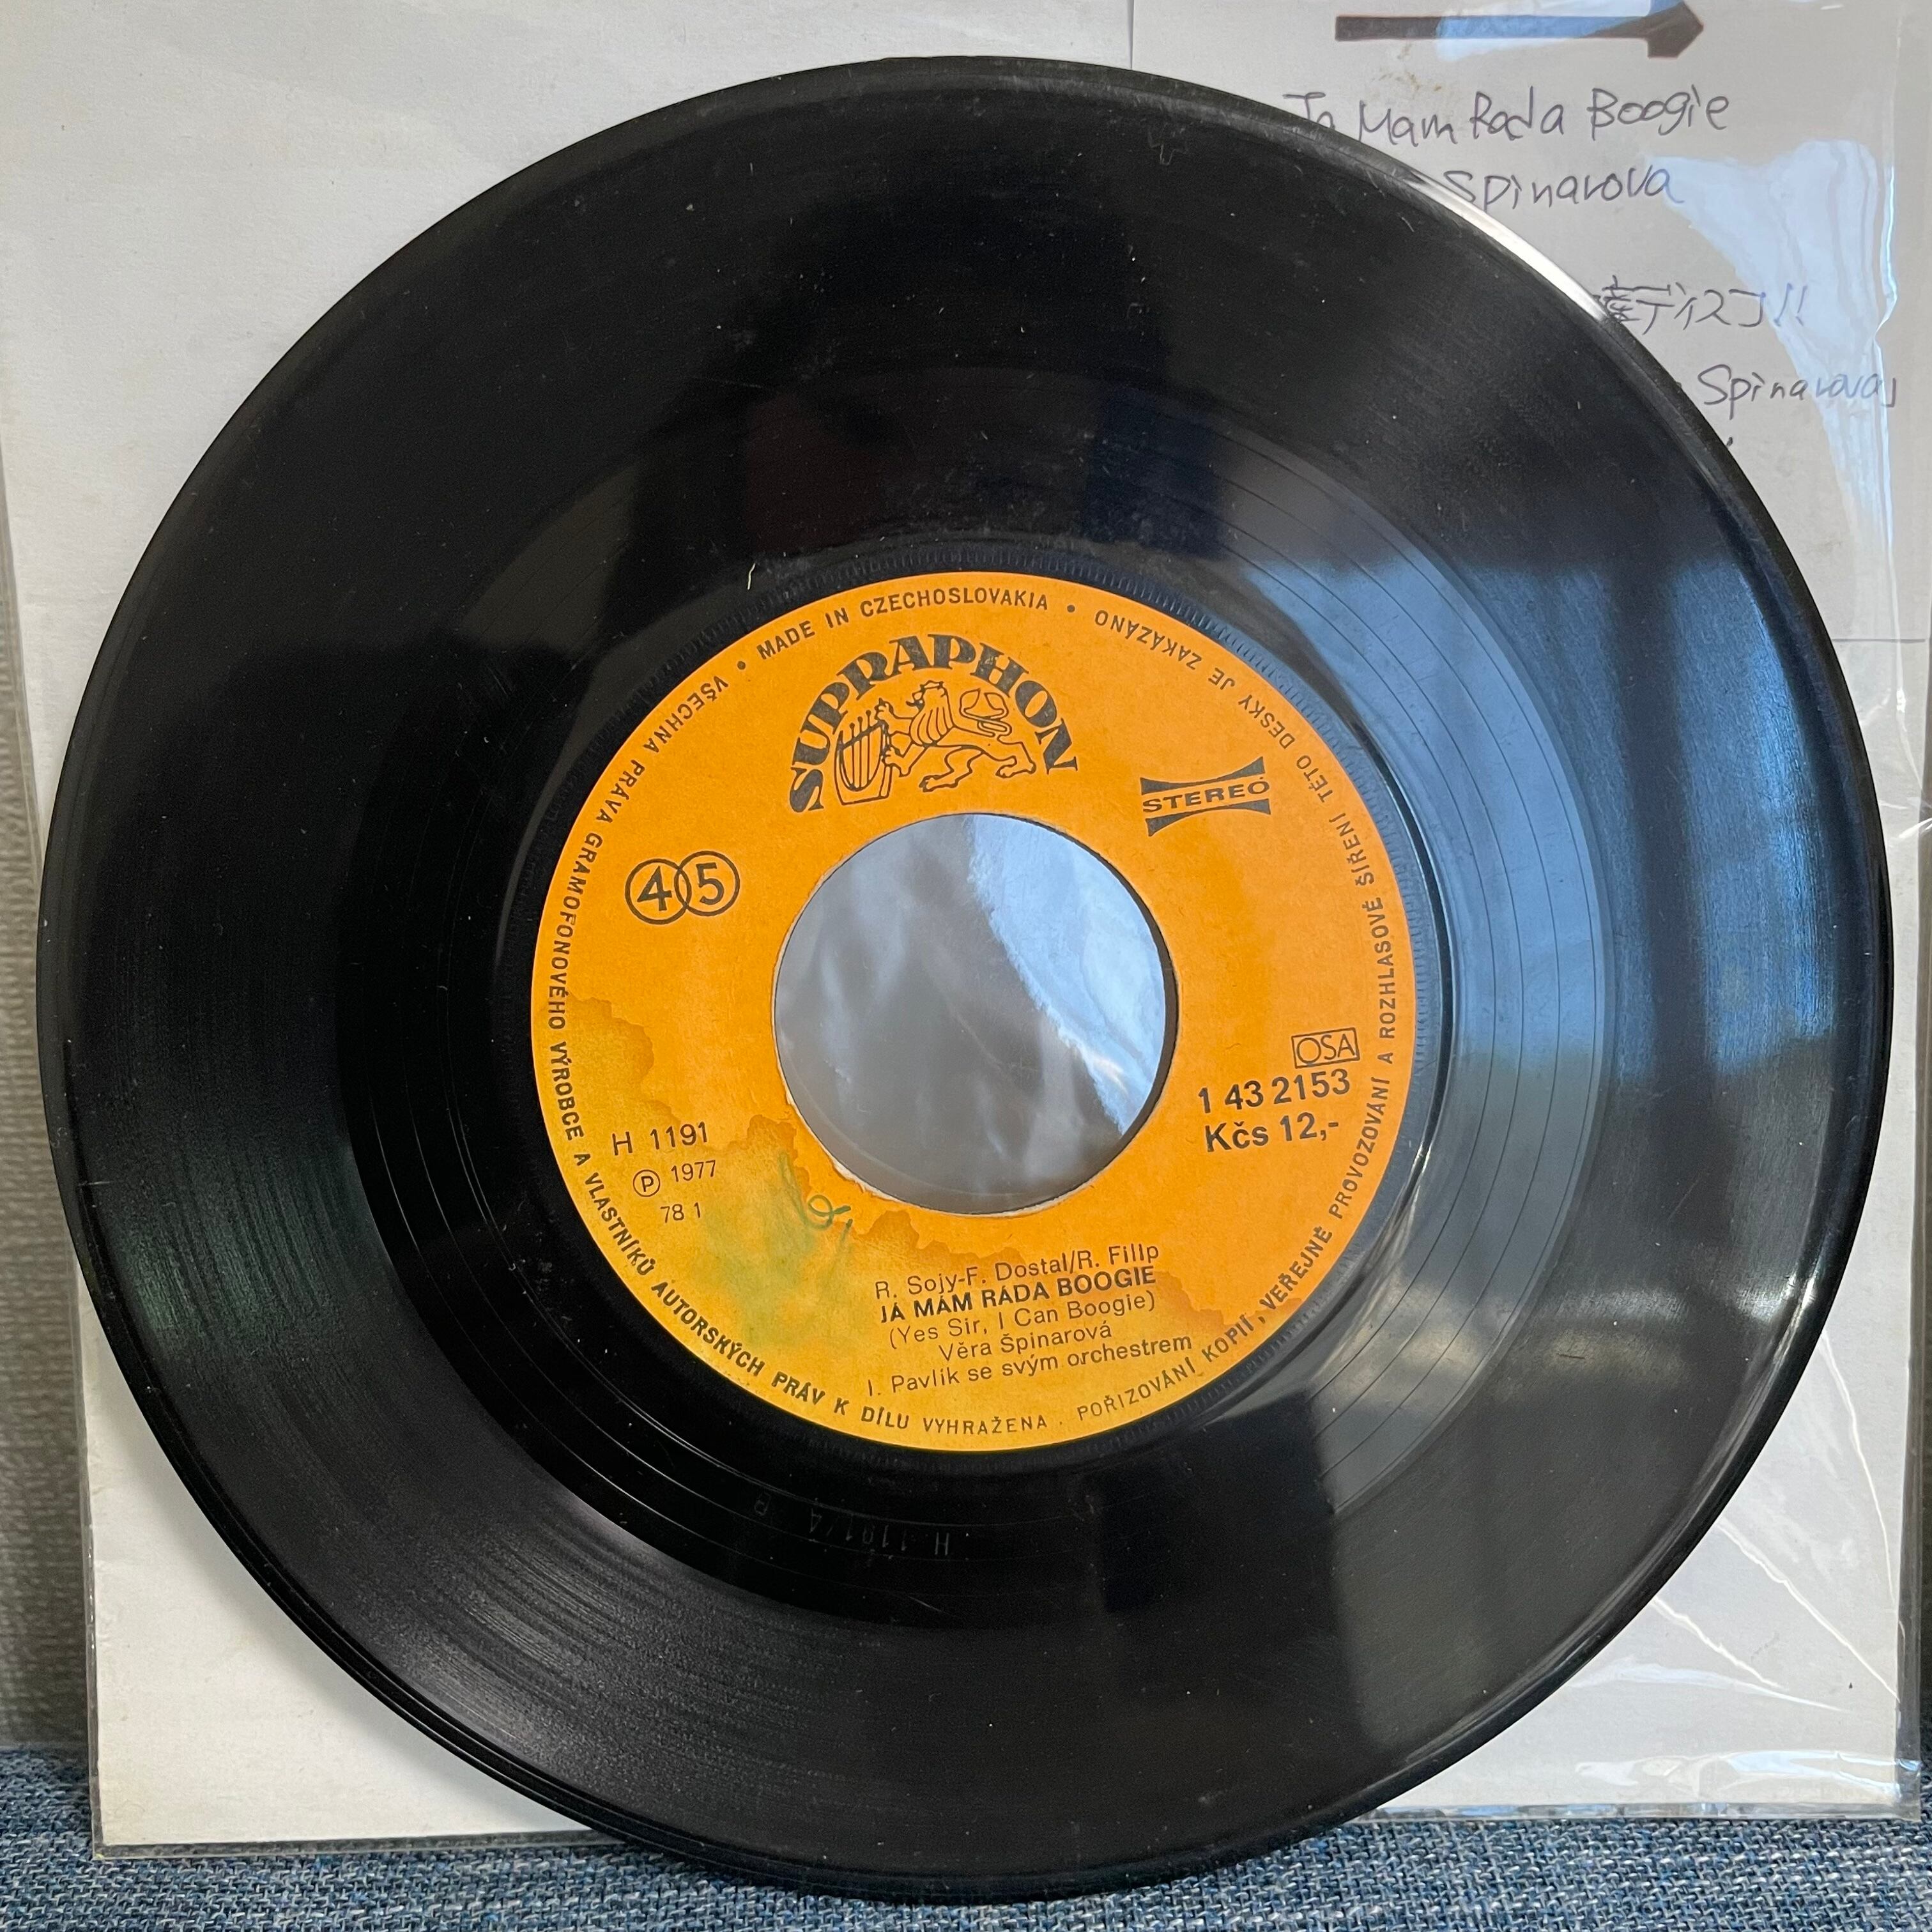 Ja Mam Rada Boogie
Spinarova
産ディスコ!!
Spinarova」
• MADE IN CZECHOSLOVAKIA •
VŠECHNA PRÁVA GRAMOFONOVÉHO VÝROBCE A VLASTNÍKŮ AUTORSKÝCH PRÁV K DÍLU VYHRAŽENA . POŘIZOVÁNÍ KOPIÍ, VEŘEJNÉ PROVOZOVÁNÍ A ROZHLASOVÉ ŠÍŘENÍ TÉTO DESKY JE ZAKÁZÁNO
SUPRAPHON
STEREO
45
OSA
1 43 2153
Kčs 12,-
H 1191
Ⓟ 1977
78 1
R. Sojy-F. Dostal/R. Fillp
JÁ MÁM RÁDA BOOGIE
(Yes Sir, I Can Boogie)
Věra Špinarová
I. Pavlík se svým orchestrem
H 1191/A